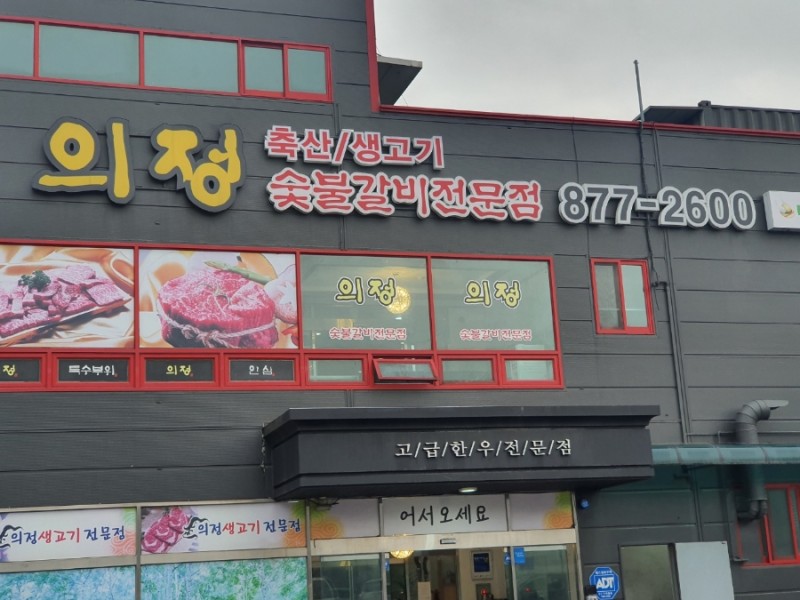 의정
축산/생고기
숯불갈비전문점
877-2600
의정
숯불갈비전문점
의정
숯불갈비전문점
정
특수부위
의정
안심
고/급/한/우/전/문/점
의정생고기 전문점
의정생고기 전문점
어서오세요
ADT